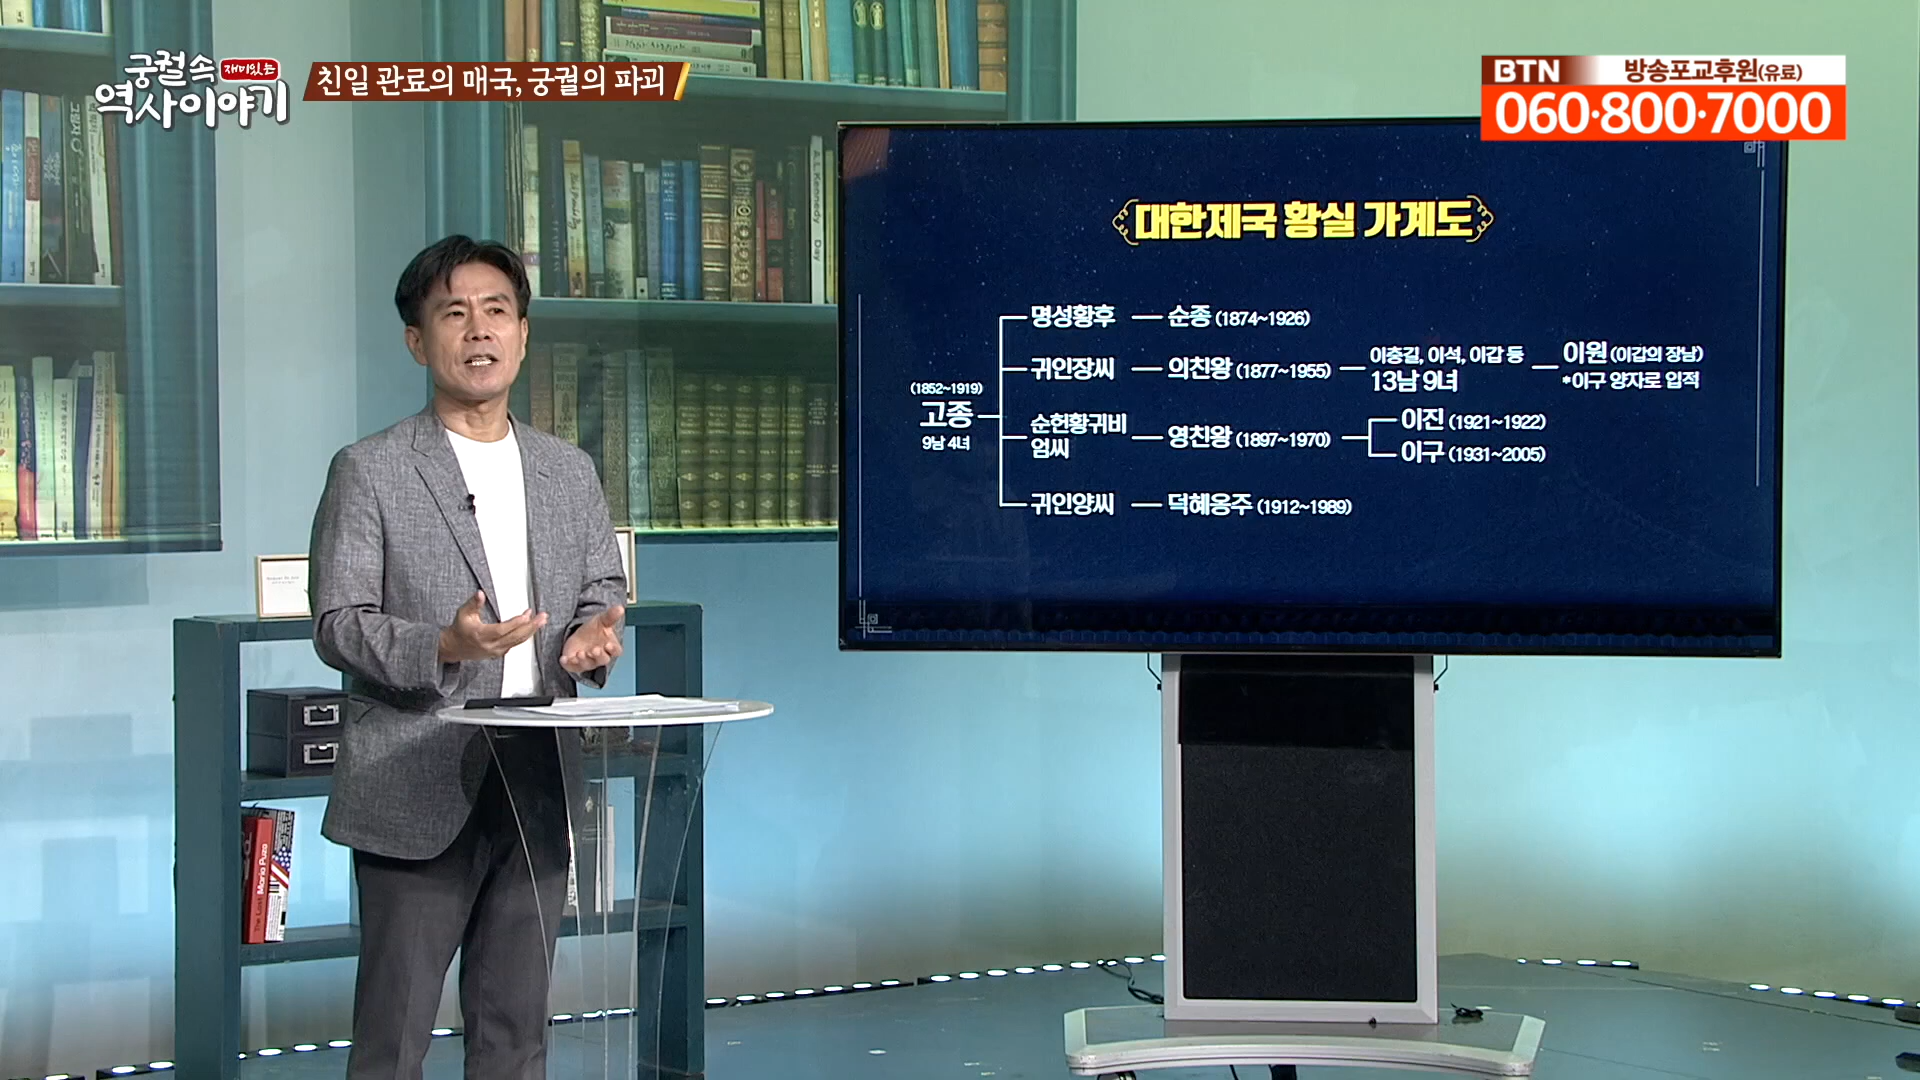 궁궐 속
재미있는
역사이야기
친일 관료의 매국, 궁궐의 파괴
BTN 방송포교후원(유료)
060·800·7000
대한제국 황실 가계도
(1852~1919)
고종
9남 4녀
명성황후 — 순종 (1874~1926)
귀인장씨 — 의친왕 (1877~1955) — 이충길, 이석, 이갑 등
13남 9녀 — 이원 (이갑의 장남)
*이구 양자로 입적
순헌황귀비
엄씨 — 영친왕 (1897~1970)
이진 (1921~1922)
이구 (1931~2005)
귀인양씨 — 덕혜옹주 (1912~1989)
A.L. Kennedy Day
The Last
Mario Puzo